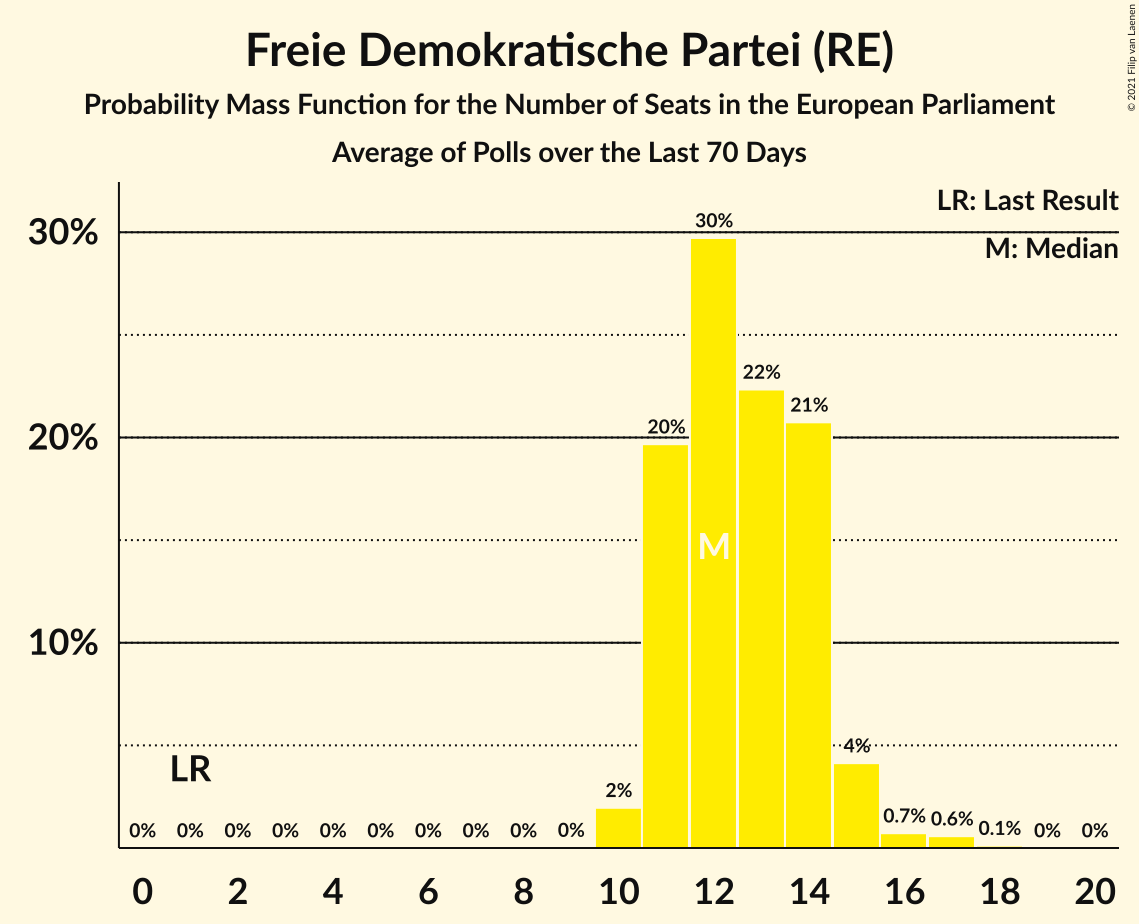 Freie Demokratische Partei (RE)
Probability Mass Function for the Number of Seats in the European Parliament
Average of Polls over the Last 70 Days
© 2021 Filip van Laenen
LR: Last Result
M: Median
30%
20%
10%
30%
22%
21%
20%
M
LR
4%
2%
0% 0% 0% 0% 0% 0% 0% 0% 0% 0% 0.7% 0.6% 0.1% 0% 0%
0 2 4 6 8 10 12 14 16 18 20